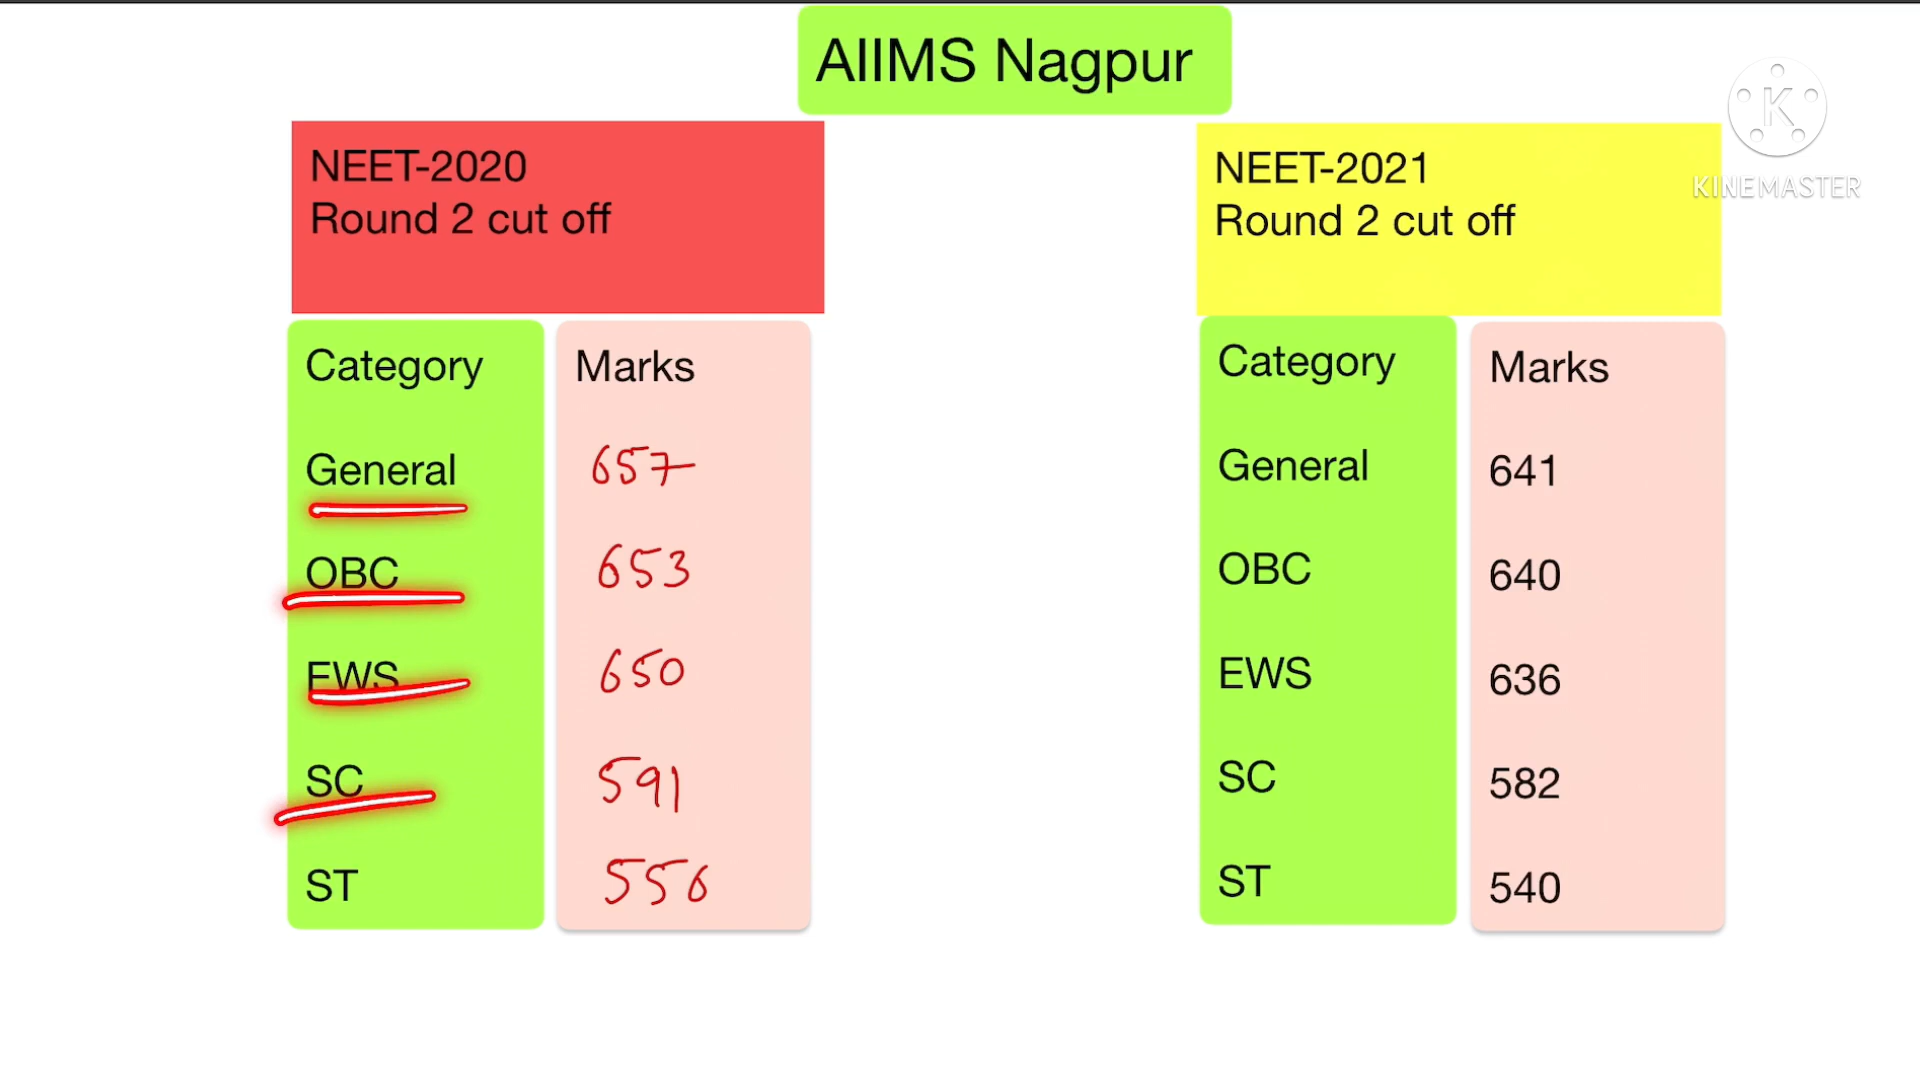 AIIMS Nagpur
NEET-2020
Round 2 cut off
NEET-2021
Round 2 cut off
K
KINEMASTER
Category Marks
General 657
OBC 653
EWS 650
SC 591
ST 556
Category Marks
General 641
OBC 640
EWS 636
SC 582
ST 540